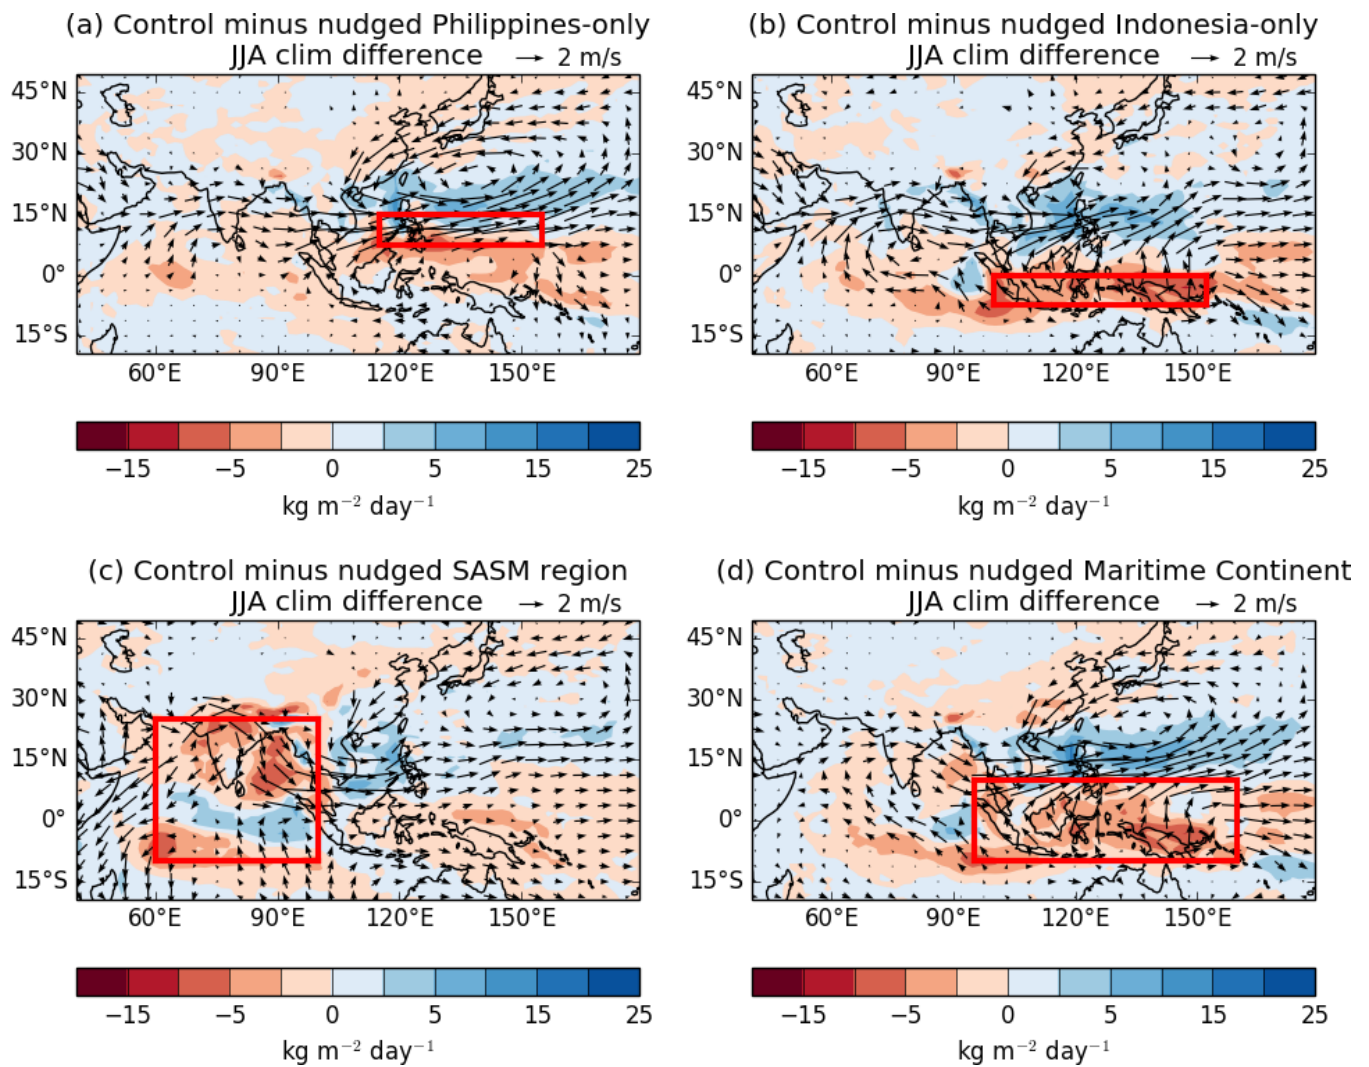 (a) Control minus nudged Philippines-only
JJA clim difference 2 m/s
45°N
30°N
15°N
0°
15°S
60°E 90°E 120°E 150°E
−15 −5 0 5 15 25
kg m⁻² day⁻¹
(b) Control minus nudged Indonesia-only
JJA clim difference 2 m/s
45°N
30°N
15°N
0°
15°S
60°E 90°E 120°E 150°E
−15 −5 0 5 15 25
kg m⁻² day⁻¹
(c) Control minus nudged SASM region
JJA clim difference 2 m/s
45°N
30°N
15°N
0°
15°S
60°E 90°E 120°E 150°E
−15 −5 0 5 15 25
kg m⁻² day⁻¹
(d) Control minus nudged Maritime Continent
JJA clim difference 2 m/s
45°N
30°N
15°N
0°
15°S
60°E 90°E 120°E 150°E
−15 −5 0 5 15 25
kg m⁻² day⁻¹